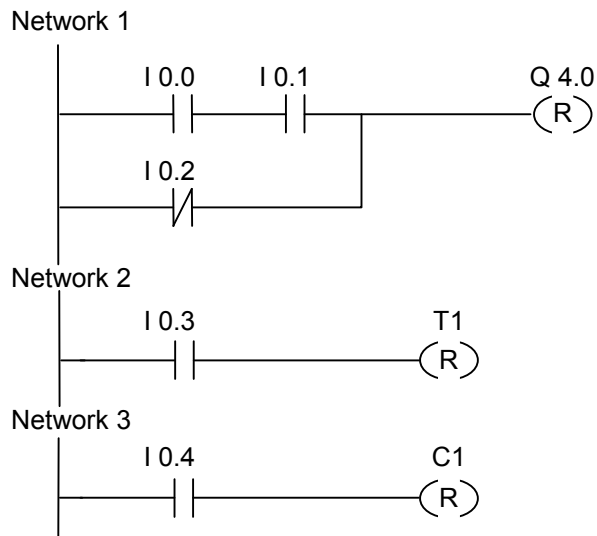 Network 1
I 0.0 I 0.1 Q 4.0
R
I 0.2
Network 2
I 0.3 T1
R
Network 3
I 0.4 C1
R